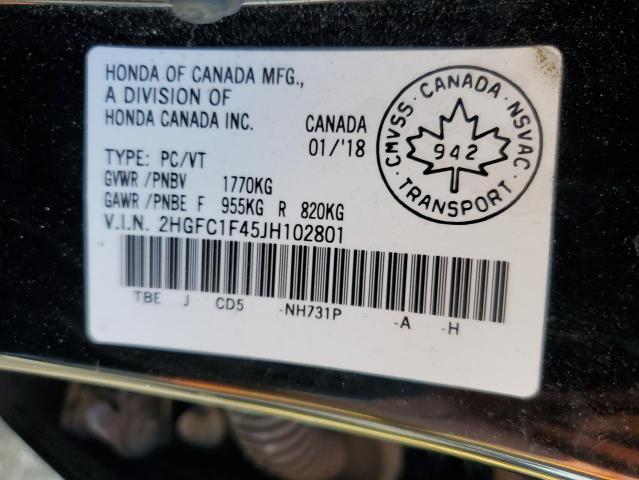 HONDA OF CANADA MFG.,
A DIVISION OF
HONDA CANADA INC.
CANADA
01/'18
TYPE: PC/VT
GVWR/PNBV 1770KG
GAWR/PNBE F 955KG R 820KG
V.I.N. 2HGFC1F45JH102801
TBE J CD5 -NH731P -A -H
CMVSS · CANADA · NSVAC
942
· TRANSPORT ·